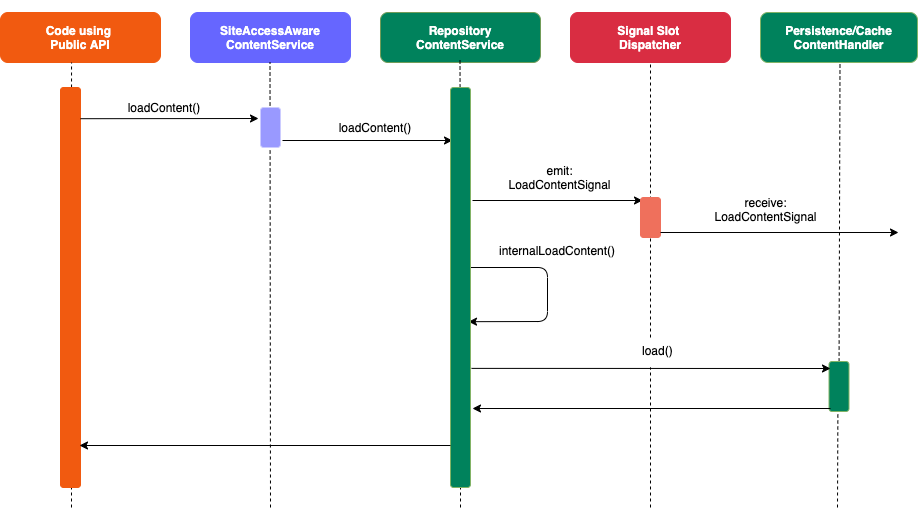 Code using
Public API
SiteAccessAware
ContentService
Repository
ContentService
Signal Slot
Dispatcher
Persistence/Cache
ContentHandler
loadContent()
loadContent()
emit:
LoadContentSignal
receive:
LoadContentSignal
internalLoadContent()
load()